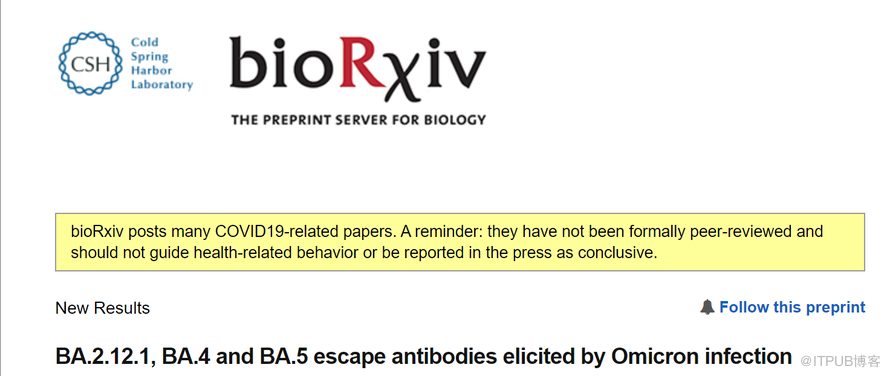 CSH
Cold
Spring
Harbor
Laboratory
bioRχiv
THE PREPRINT SERVER FOR BIOLOGY
bioRxiv posts many COVID19-related papers. A reminder: they have not been formally peer-reviewed and
should not guide health-related behavior or be reported in the press as conclusive.
New Results
Follow this preprint
BA.2.12.1, BA.4 and BA.5 escape antibodies elicited by Omicron infection
@ITPUB博客